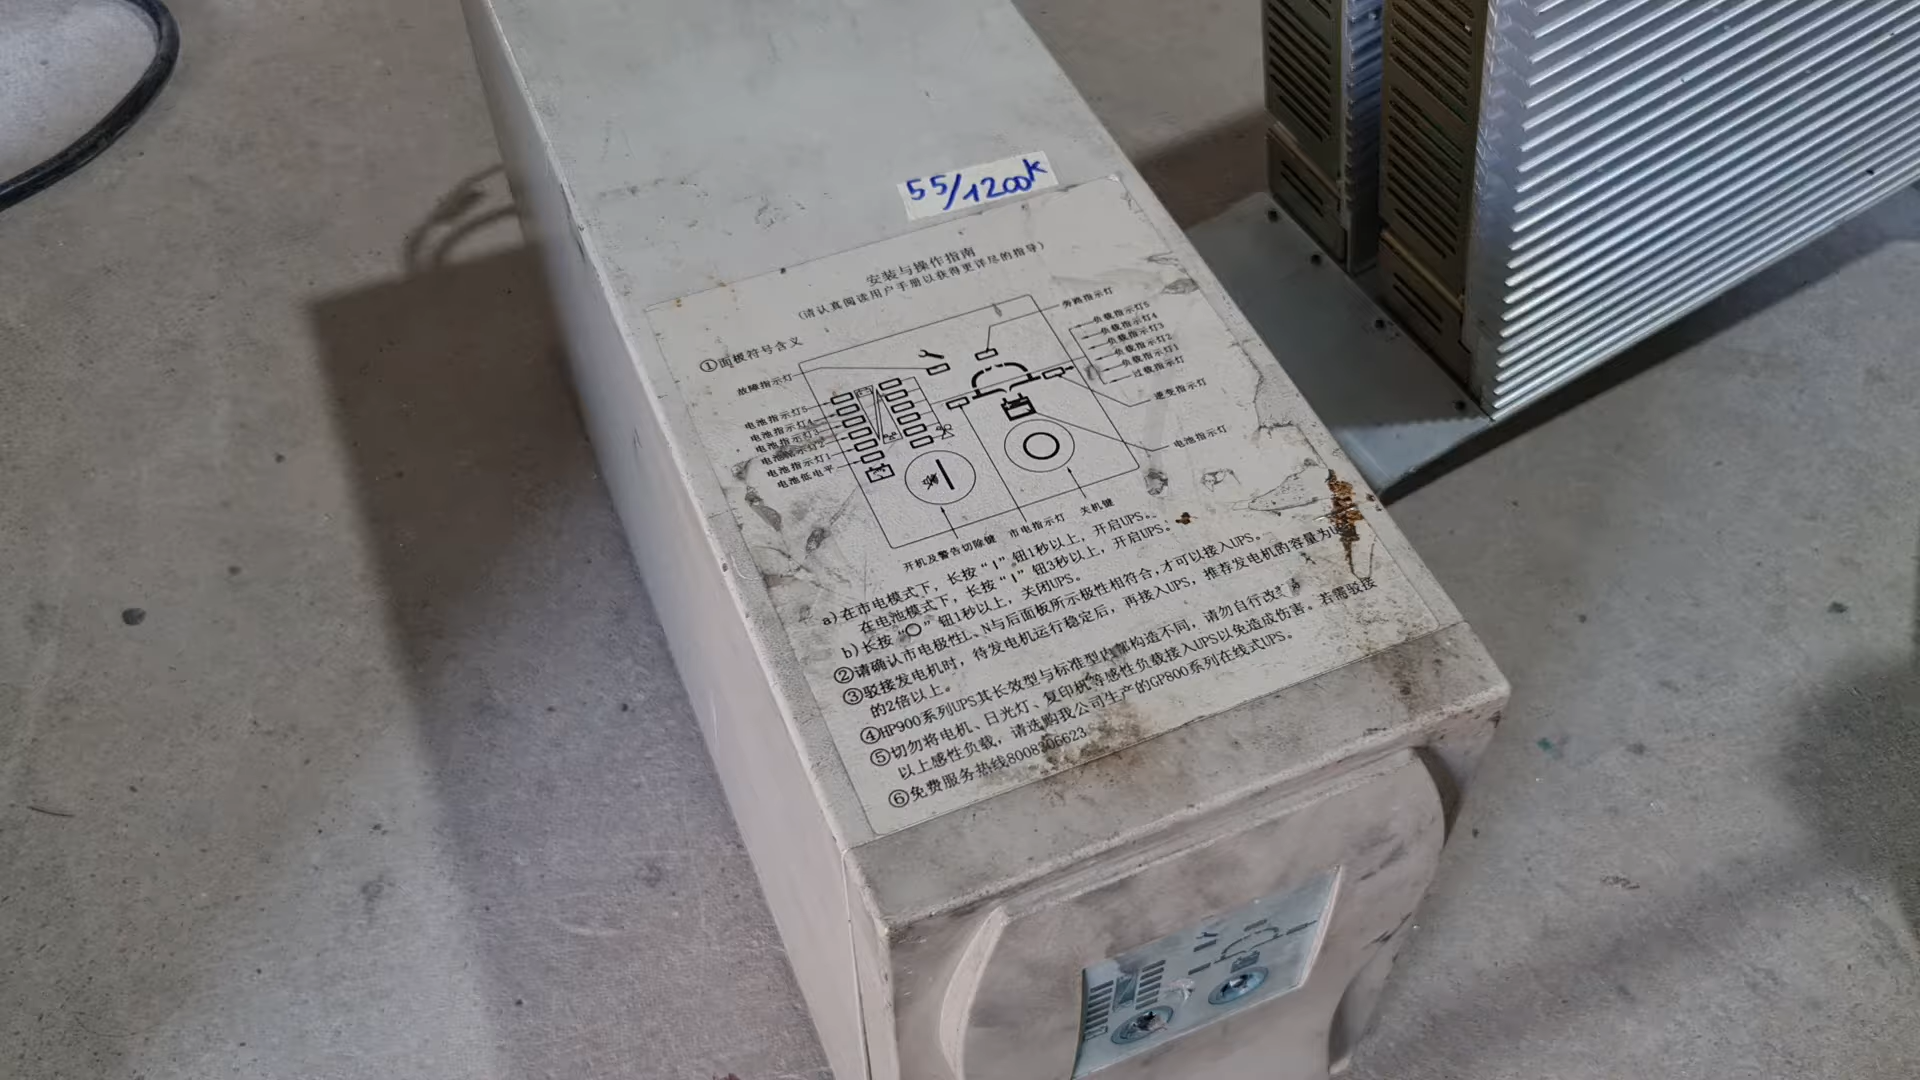 55/1200K
安装与操作指南
(请认真阅读用户手册以获得更详尽的指导)
①面板符号含义
旁路指示灯
负载指示灯5
负载指示灯4
负载指示灯3
负载指示灯2
负载指示灯1
过载指示灯
逆变指示灯
电池指示灯
故障指示灯
电池指示灯5
电池指示灯4
电池指示灯3
电池指示灯2
电池指示灯1
电池低电平
开机及警告切除键 市电指示灯 关机键
a)在市电模式下，长按“|”钮1秒以上，开启UPS。
在电池模式下，长按“|”钮3秒以上，开启UPS。
b)长按“○”钮1秒以上，关闭UPS。
②请确认市电极性L、N与后面板所示极性相符合，才可以接入UPS。
③驳接发电机时，待发电机运行稳定后，再接入UPS，推荐发电机的容量为
的2倍以上。
④HP900系列UPS其长效型与标准型内部构造不同，请勿自行改
⑤切勿将电机、日光灯、复印机等感性负载接入UPS以免造成伤害。若需驳接
以上感性负载，请选购我公司生产的GP800系列在线式UPS。
⑥免费服务热线